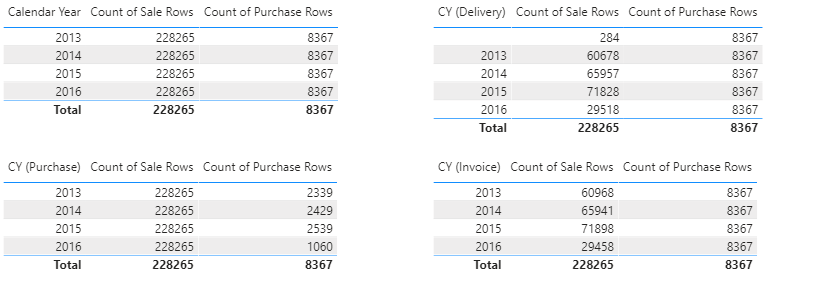 Calendar Year Count of Sale Rows Count of Purchase Rows
2013 228265 8367
2014 228265 8367
2015 228265 8367
2016 228265 8367
Total 228265 8367
CY (Delivery) Count of Sale Rows Count of Purchase Rows
284 8367
2013 60678 8367
2014 65957 8367
2015 71828 8367
2016 29518 8367
Total 228265 8367
CY (Purchase) Count of Sale Rows Count of Purchase Rows
2013 228265 2339
2014 228265 2429
2015 228265 2539
2016 228265 1060
Total 228265 8367
CY (Invoice) Count of Sale Rows Count of Purchase Rows
2013 60968 8367
2014 65941 8367
2015 71898 8367
2016 29458 8367
Total 228265 8367